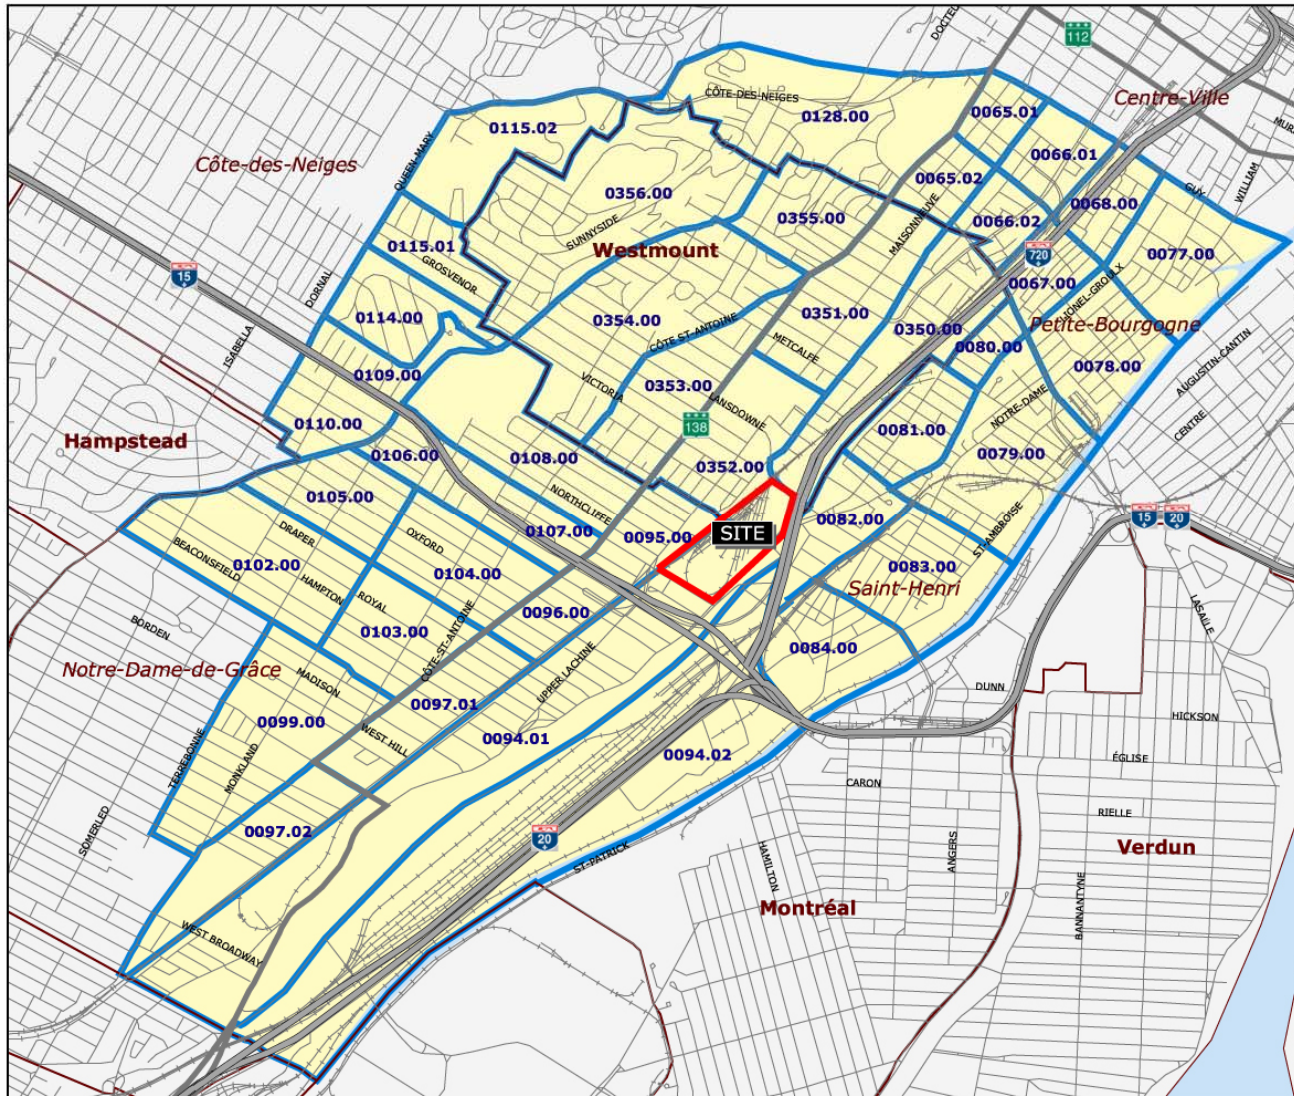 DOCTEU
112
Centre-Ville
CÔTE-DES-NEIGES
0128.00
0065.01
0115.02
Côte-des-Neiges
QUEEN-MARY
0066.01
MURA
0356.00
0065.02
GUY
WILLIAM
0355.00
0068.00
SUNNYSIDE
0066.02
MAISONNEUVE
0115.01
Westmount
0077.00
720
GROSVENOR
15
DORNAL
0067.00
LIONEL-GROULX
0114.00
0354.00
CÔTE ST-ANTOINE
0351.00
0350.00
Petite-Bourgogne
ISABELLA
METCALFE
0080.00
AUGUSTIN-CANTIN
0109.00
0078.00
VICTORIA
0353.00
LANSDOWNE
NOTRE-DAME
0110.00
138
CENTRE
Hampstead
0106.00
0108.00
0081.00
0079.00
0352.00
0105.00
NORTHCLIFFE
15
20
DRAPER
OXFORD
0107.00
0095.00
SITE
0082.00
ST-AMBROISE
BEAUCONSFIELD
0102.00
0104.00
0083.00
HAMPTON
Saint-Henri
ROYAL
0096.00
LASALLE
BORDEN
0103.00
CÔTE-ST-ANTOINE
0084.00
Notre-Dame-de-Grâce
UPPER LACHINE
MADISON
DUNN
0097.01
0099.00
HICKSON
WEST HILL
0094.01
0094.02
TERREBONNE
MONKLAND
ÉGLISE
CARON
RIELLE
SOMERLED
0097.02
20
ST-PATRICK
HAMILTON
ANGERS
Verdun
Montréal
BANNANTYNE
WEST BROADWAY